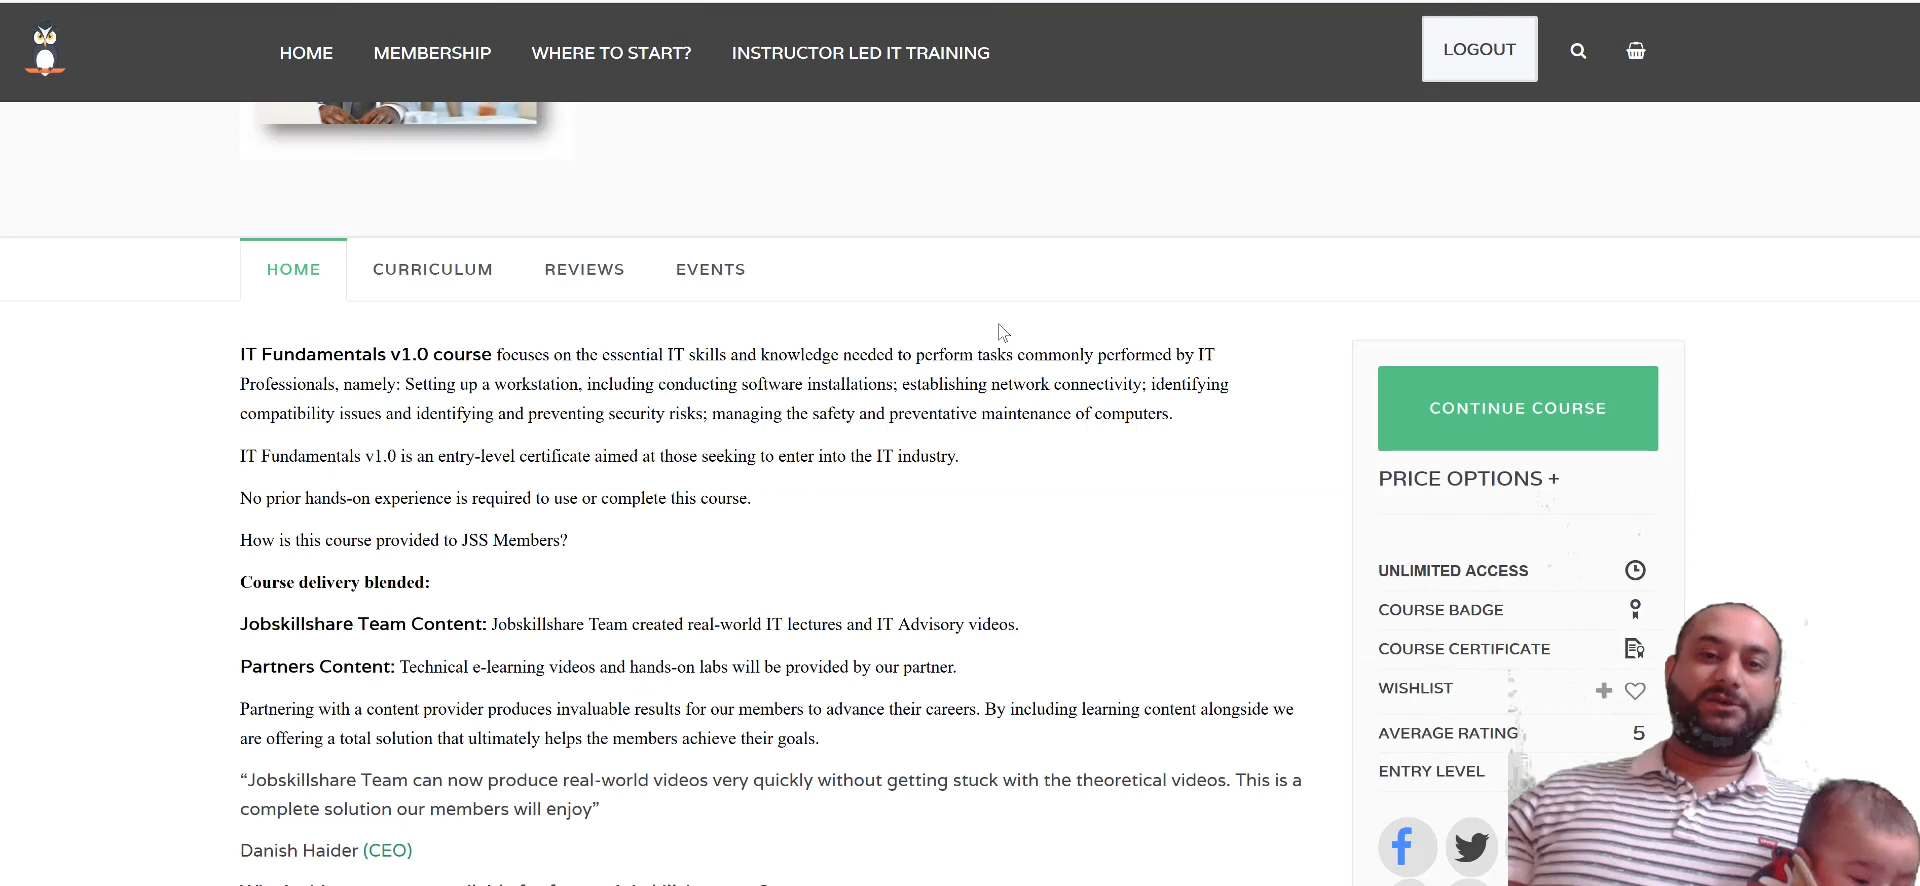 HOME MEMBERSHIP WHERE TO START? INSTRUCTOR LED IT TRAINING LOGOUT
HOME CURRICULUM REVIEWS EVENTS
IT Fundamentals v1.0 course focuses on the essential IT skills and knowledge needed to perform tasks commonly performed by IT
Professionals, namely: Setting up a workstation, including conducting software installations; establishing network connectivity; identifying
compatibility issues and identifying and preventing security risks; managing the safety and preventative maintenance of computers.
IT Fundamentals v1.0 is an entry-level certificate aimed at those seeking to enter into the IT industry.
No prior hands-on experience is required to use or complete this course.
How is this course provided to JSS Members?
Course delivery blended:
Jobskillshare Team Content: Jobskillshare Team created real-world IT lectures and IT Advisory videos.
Partners Content: Technical e-learning videos and hands-on labs will be provided by our partner.
Partnering with a content provider produces invaluable results for our members to advance their careers. By including learning content alongside we
are offering a total solution that ultimately helps the members achieve their goals.
“Jobskillshare Team can now produce real-world videos very quickly without getting stuck with the theoretical videos. This is a
complete solution our members will enjoy”
Danish Haider (CEO)
CONTINUE COURSE
PRICE OPTIONS +
UNLIMITED ACCESS
COURSE BADGE
COURSE CERTIFICATE
WISHLIST
AVERAGE RATING 5
ENTRY LEVEL